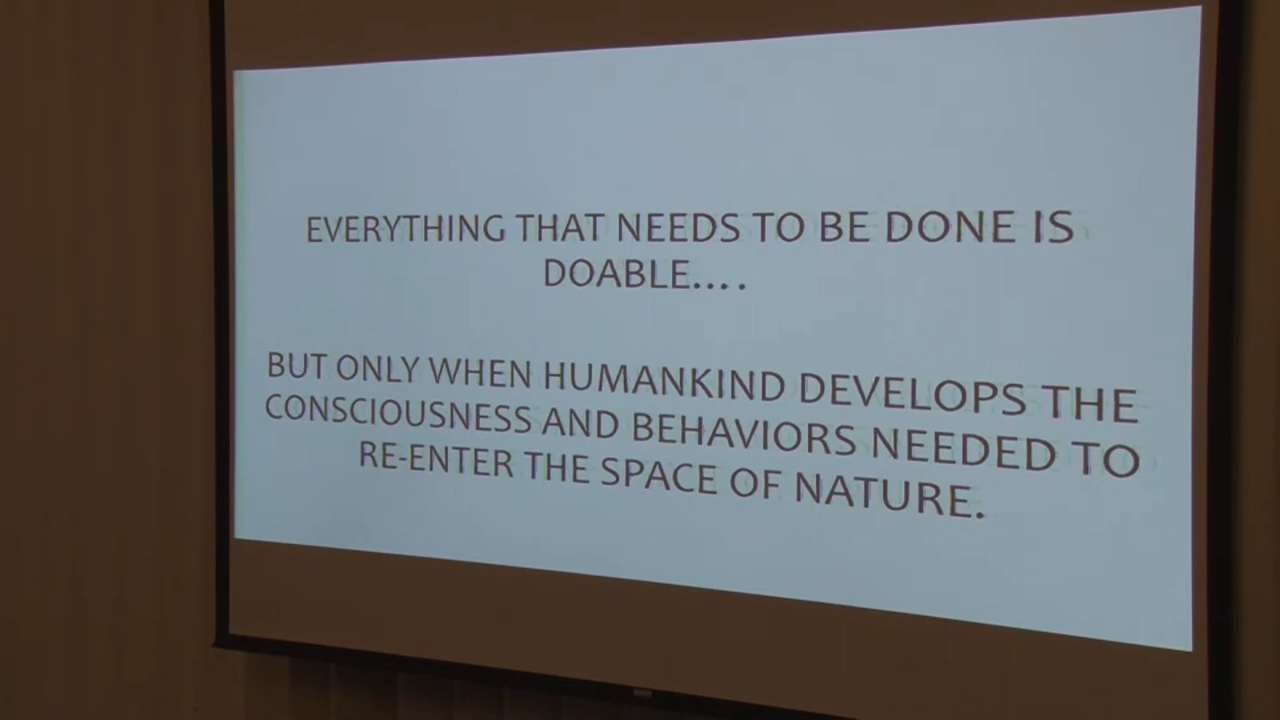 EVERYTHING THAT NEEDS TO BE DONE IS
DOABLE....
BUT ONLY WHEN HUMANKIND DEVELOPS THE
CONSCIOUSNESS AND BEHAVIORS NEEDED TO
RE-ENTER THE SPACE OF NATURE.